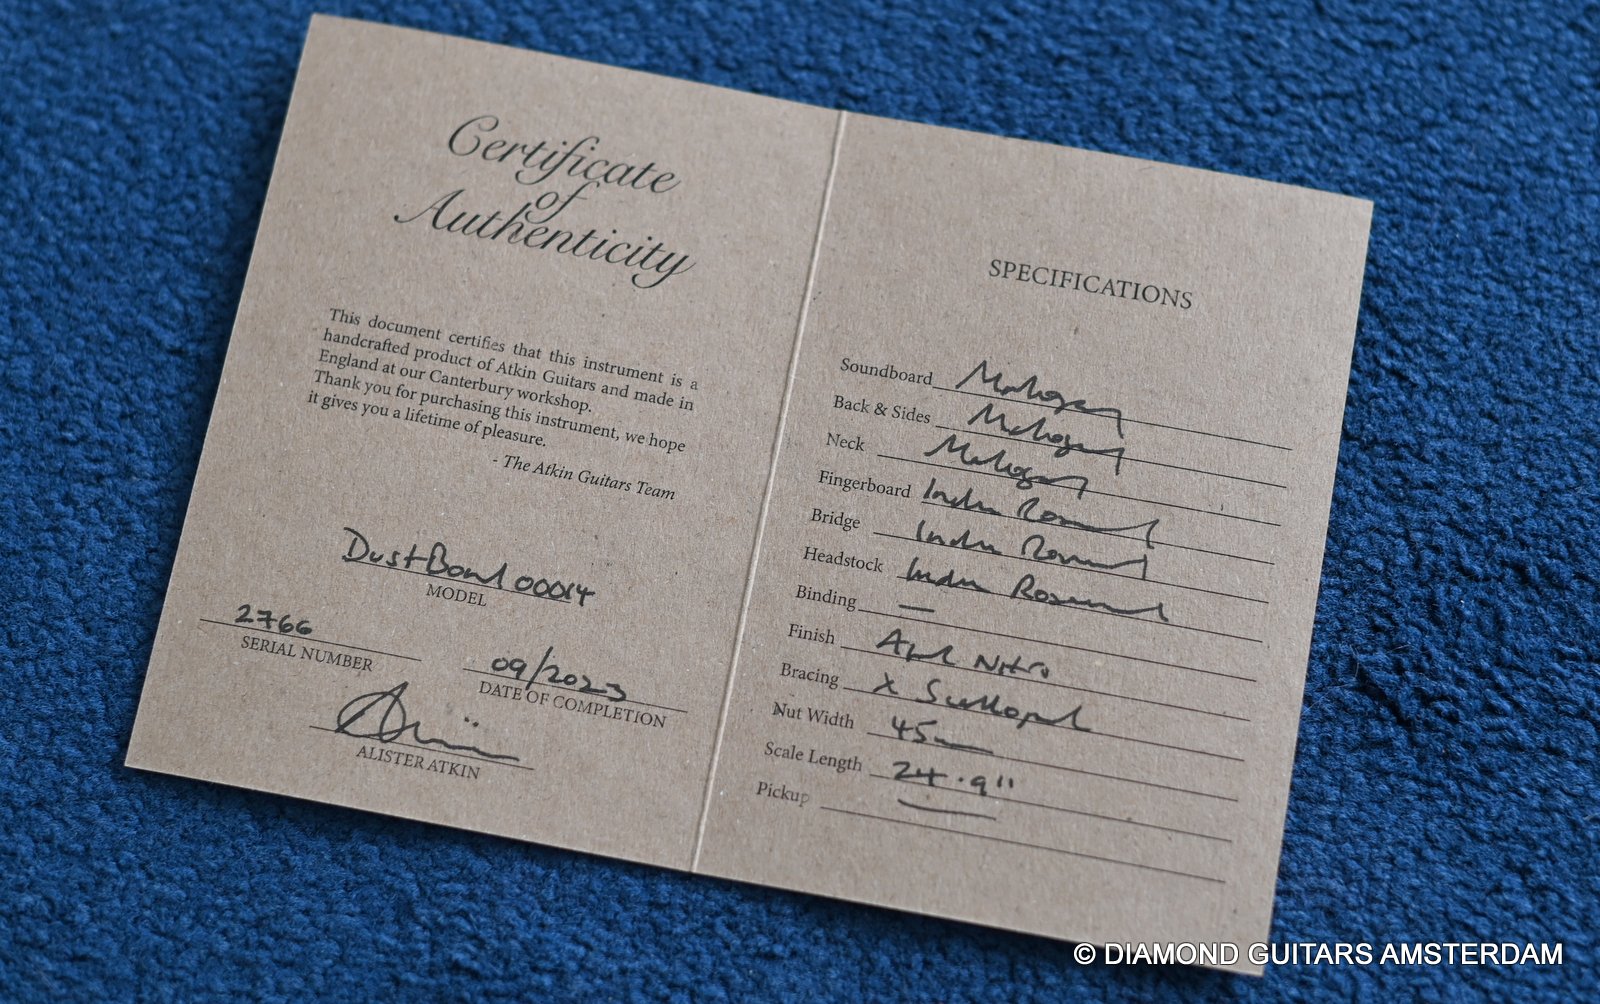 Certificate
of
Authenticity
This document certifies that this instrument is a
handcrafted product of Atkin Guitars and made in
England at our Canterbury workshop.
Thank you for purchasing this instrument, we hope
it gives you a lifetime of pleasure.
- The Atkin Guitars Team
DustBowl 00014
MODEL
2766
SERIAL NUMBER
09/2023
DATE OF COMPLETION
ALISTER ATKIN
SPECIFICATIONS
Soundboard Mahogany
Back & Sides Mahogany
Neck Mahogany
Fingerboard Indian Rosewood
Bridge Indian Rosewood
Headstock Indian Rosewood
Binding —
Finish Nitro
Bracing X Scalloped
Nut Width 45mm
Scale Length 24.9"
Pickup —
© DIAMOND GUITARS AMSTERDAM